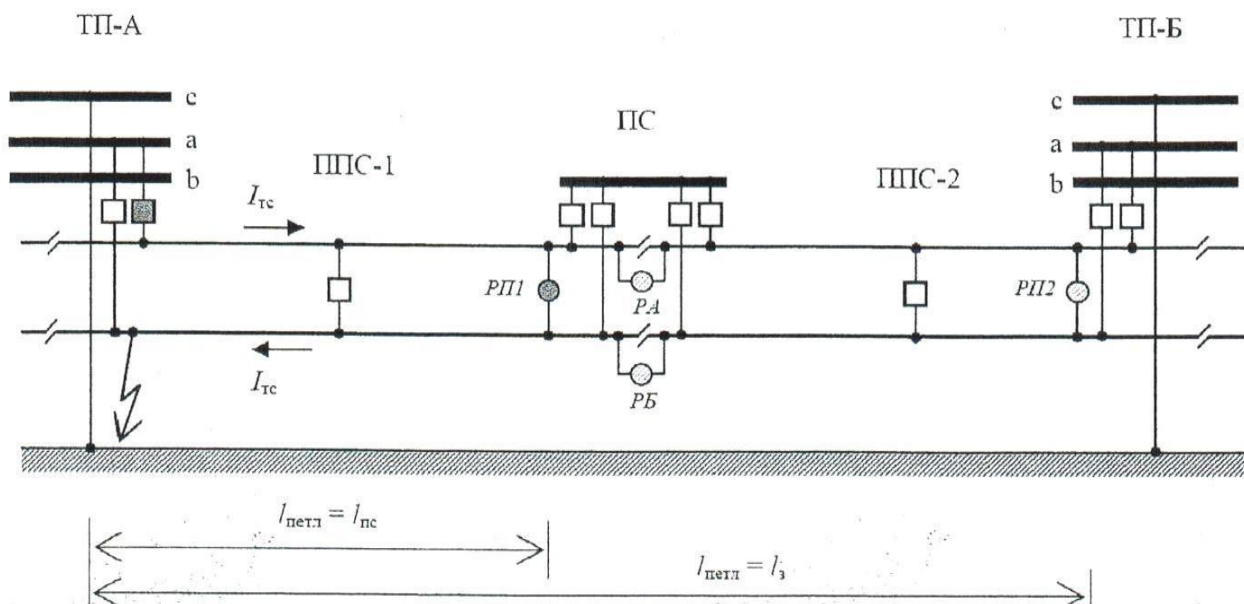 ТП-А
ТП-Б
c
a
b
ПС
c
a
b
ППС-1
ППС-2
Iтс
РП1
РА
РП2
Iтс
РБ
lпетл = lпс
lпетл = lз